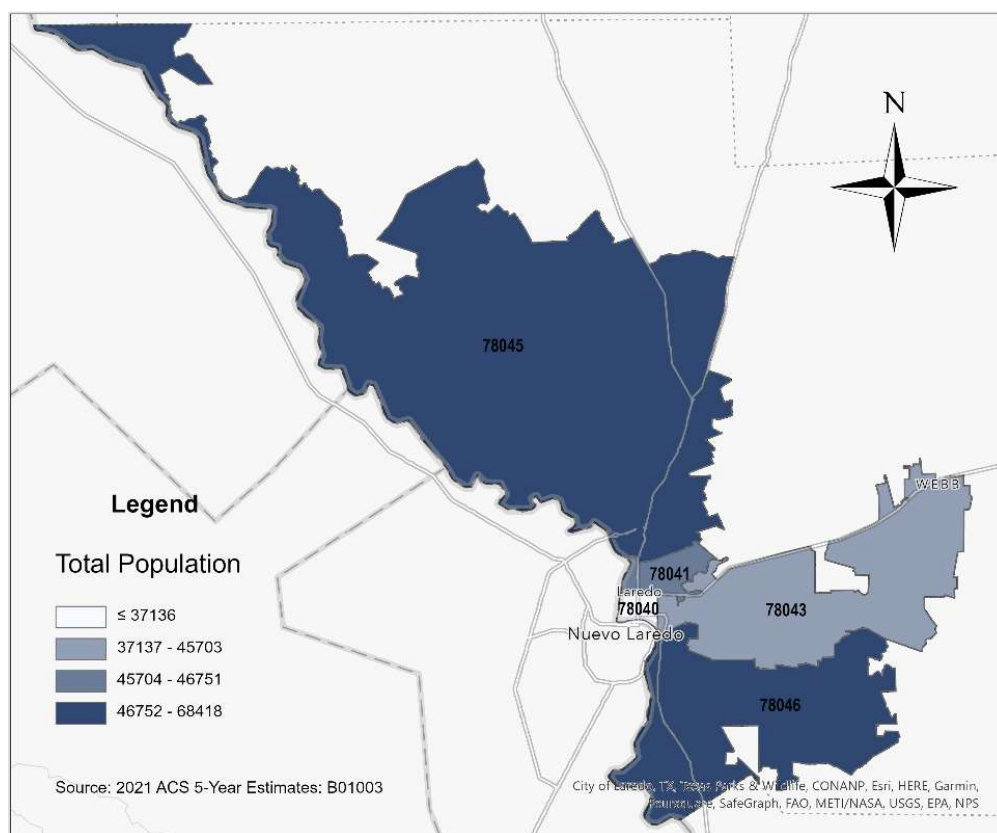 N
78045
WEBB
78041
Laredo
78040
78043
Nuevo Laredo
78046
Legend
Total Population
≤ 37136
37137 - 45703
45704 - 46751
46752 - 68418
Source: 2021 ACS 5-Year Estimates: B01003
City of Laredo, TX, Texas Parks & Wildlife, CONANP, Esri, HERE, Garmin,
Foursquare, SafeGraph, FAO, METI/NASA, USGS, EPA, NPS